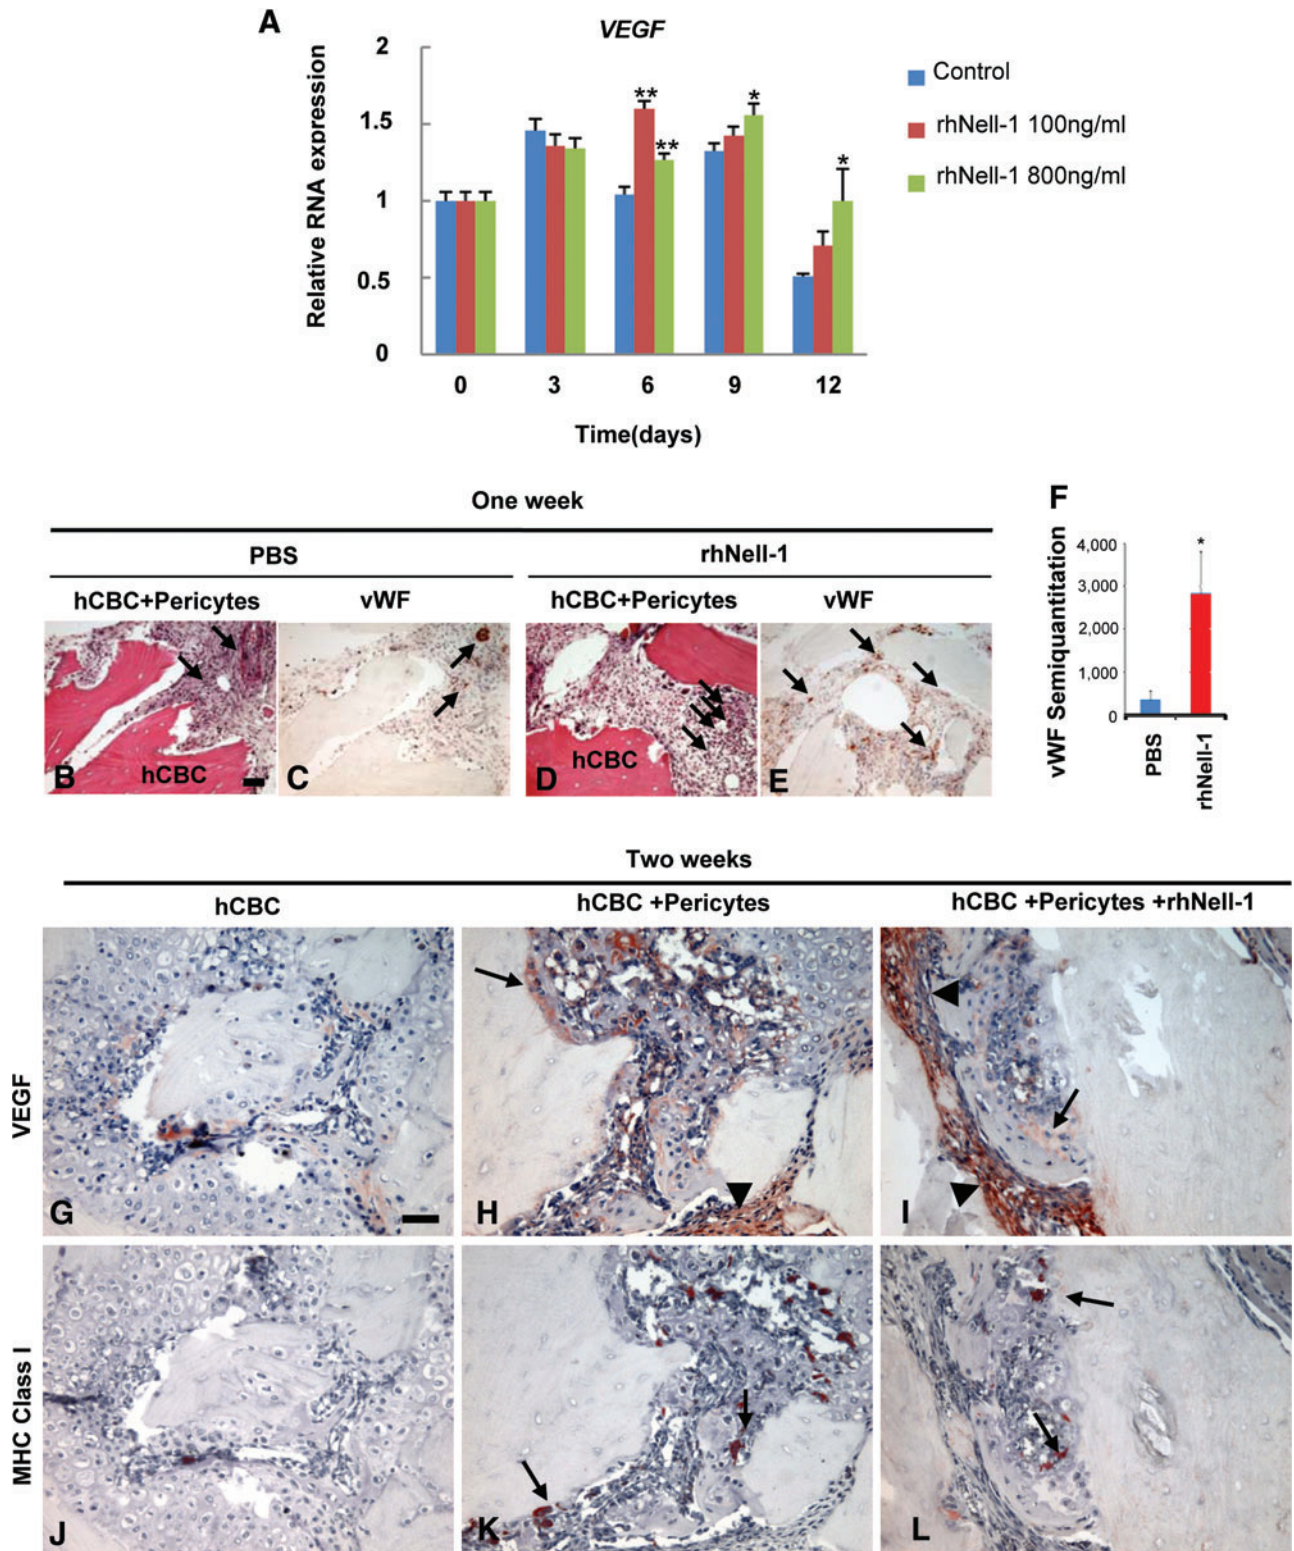 A
VEGF
Relative RNA expression
2
1.5
1
0.5
0
** ** * *
0 3 6 9 12
Time(days)
Control
rhNell-1 100ng/ml
rhNell-1 800ng/ml
One week
PBS rhNell-1
hCBC+Pericytes vWF hCBC+Pericytes vWF
hCBC
B C
hCBC
D E
F
vWF Semiquantitation
4,000
3,000
2,000
1,000
0
*
PBS
rhNell-1
Two weeks
hCBC hCBC +Pericytes hCBC +Pericytes +rhNell-1
VEGF
G H I
MHC Class I
J K L